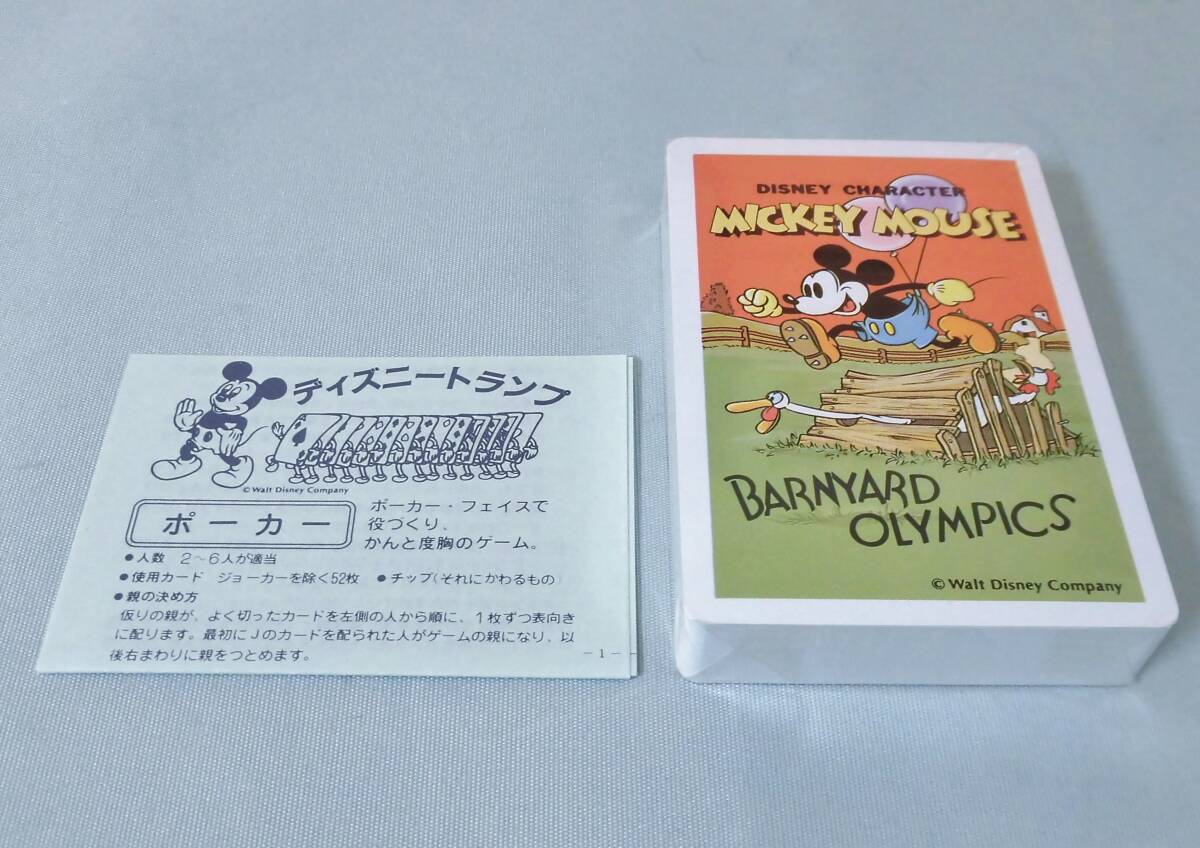 ディズニートランプ
© Walt Disney Company
ポーカー
ポーカー・フェイスで
役づくり、
かんと度胸のゲーム。
●人数 2〜6人が適当
●使用カード ジョーカーを除く52枚 ●チップ(それにかわるもの)
●親の決め方
仮りの親が、よく切ったカードを左側の人から順に、1枚ずつ表向き
に配ります。最初にJのカードを配られた人がゲームの親になり、以
後右まわりに親をつとめます。
－1－
DISNEY CHARACTER
MICKEY MOUSE
BARNYARD
OLYMPICS
© Walt Disney Company